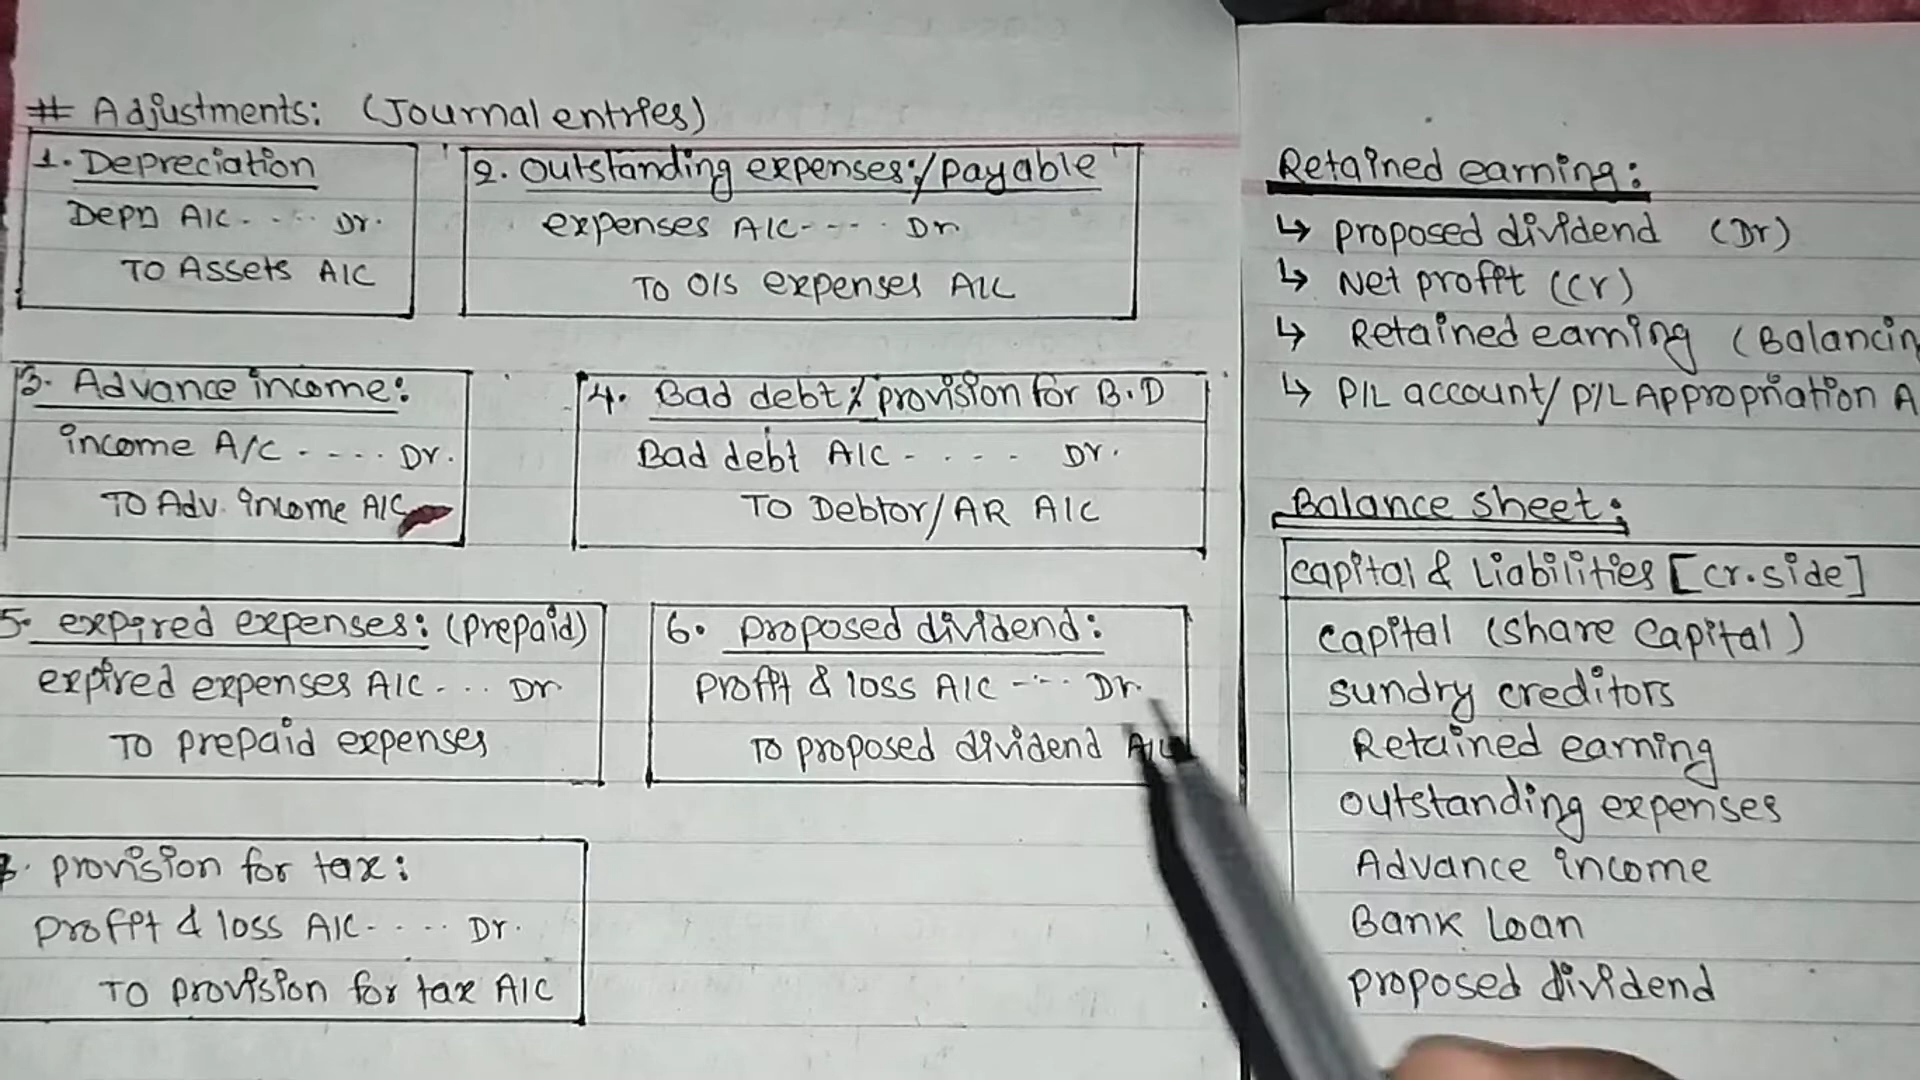 # Adjustments: (Journal entries)
1. Depreciation
Depn A/C .... Dr.
To Assets A/C
2. outstanding expenses:/payable
expenses A/C---- Dr.
To O/S expenses A/C
3. Advance income:
income A/C .... Dr.
To Adv. income A/C
4. Bad debt / provision for B.D
Bad debt A/C - . . - Dr.
To Debtor/AR A/C
5. expired expenses: (prepaid)
expired expenses A/C ... Dr
To prepaid expenses
6. proposed dividend:
Profit & loss A/C --- Dr.
To proposed dividend A/C
. provision for tax:
Profit & loss A/C .... Dr.
To provision for tax A/C
Retained earning:
↳ proposed dividend (Dr)
↳ Net profit (Cr)
↳ Retained earning (Balancin
↳ P/L account/ P/L Appropriation A
Balance sheet:
Capital & Liabilities [cr.side]
Capital (share capital)
sundry creditors
Retained earning
outstanding expenses
Advance income
Bank Loan
proposed dividend